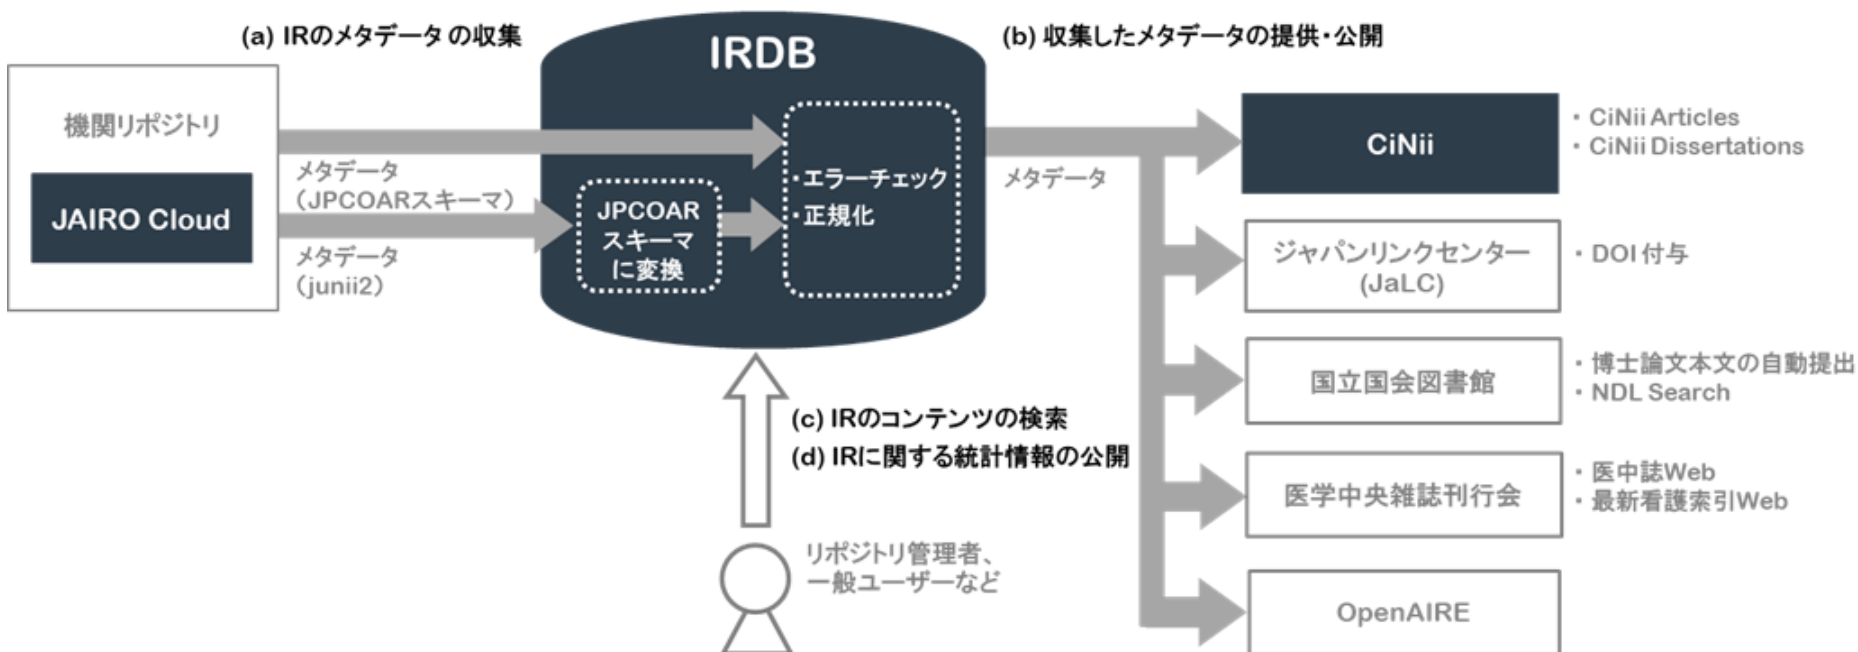 (a) IRのメタデータ の収集
IRDB
(b) 収集したメタデータの提供・公開
機関リポジトリ
JAIRO Cloud
メタデータ
（JPCOARスキーマ）
メタデータ
（junii2）
JPCOAR
スキーマ
に変換
・エラーチェック
・正規化
メタデータ
CiNii
・CiNii Articles
・CiNii Dissertations
ジャパンリンクセンター
(JaLC)
・DOI 付与
国立国会図書館
・博士論文本文の自動提出
・NDL Search
医学中央雑誌刊行会
・医中誌Web
・最新看護索引Web
OpenAIRE
(c) IRのコンテンツの検索
(d) IRに関する統計情報の公開
リポジトリ管理者、
一般ユーザーなど